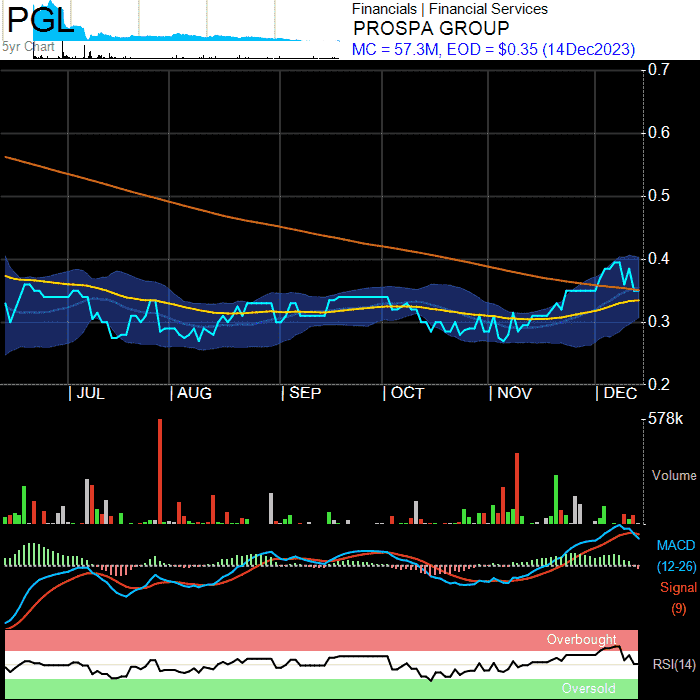 PGL
5yr Chart
Financials | Financial Services
PROSPA GROUP
MC = 57.3M, EOD = $0.35 (14Dec2023)
0.7
0.6
0.5
0.4
0.3
0.2
| JUL | AUG | SEP | OCT | NOV | DEC
578k
Volume
MACD
(12-26)
Signal
(9)
Overbought
RSI(14)
Oversold